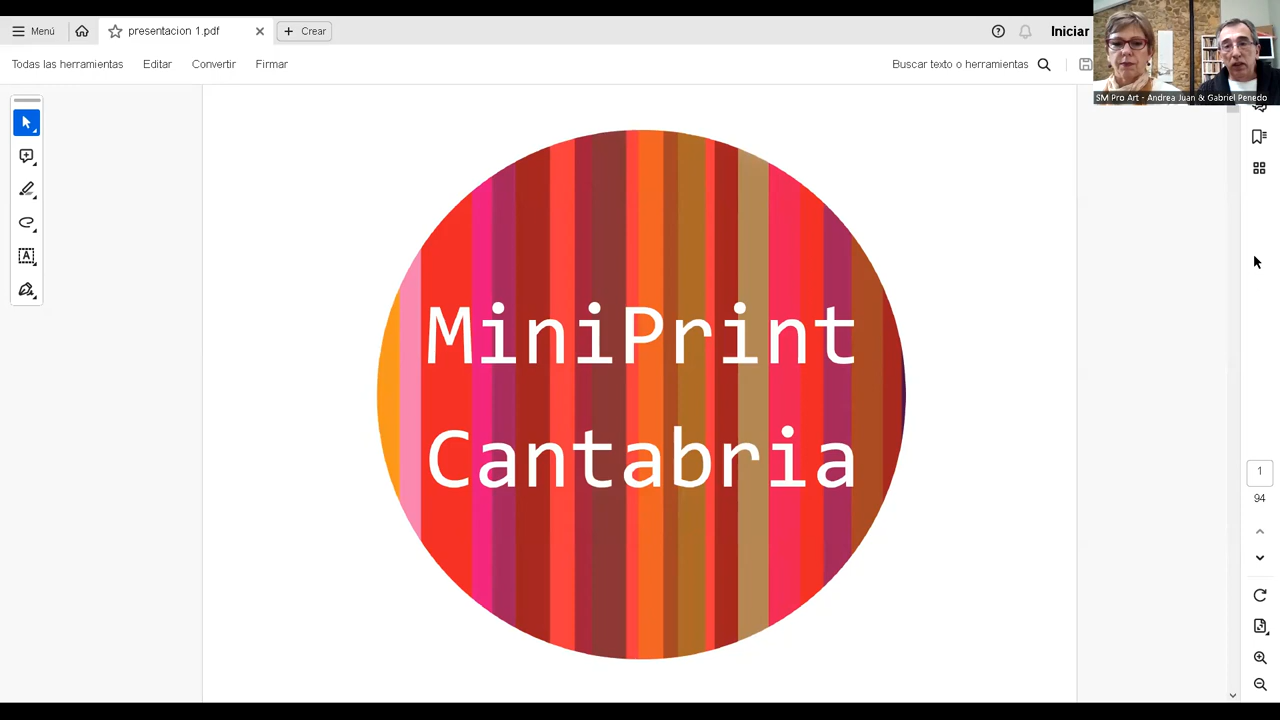 Menú
presentacion 1.pdf
Crear
Iniciar
Todas las herramientas
Editar
Convertir
Firmar
Buscar texto o herramientas
SM Pro Art - Andrea Juan & Gabriel Penedo
MiniPrint
Cantabria
1
94